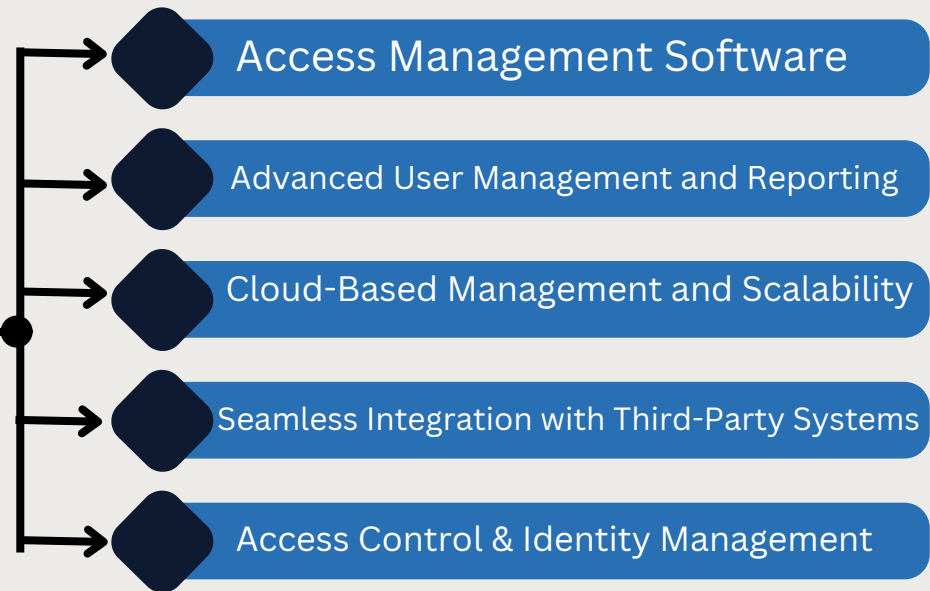 Access Management Software
Advanced User Management and Reporting
Cloud-Based Management and Scalability
Seamless Integration with Third-Party Systems
Access Control & Identity Management